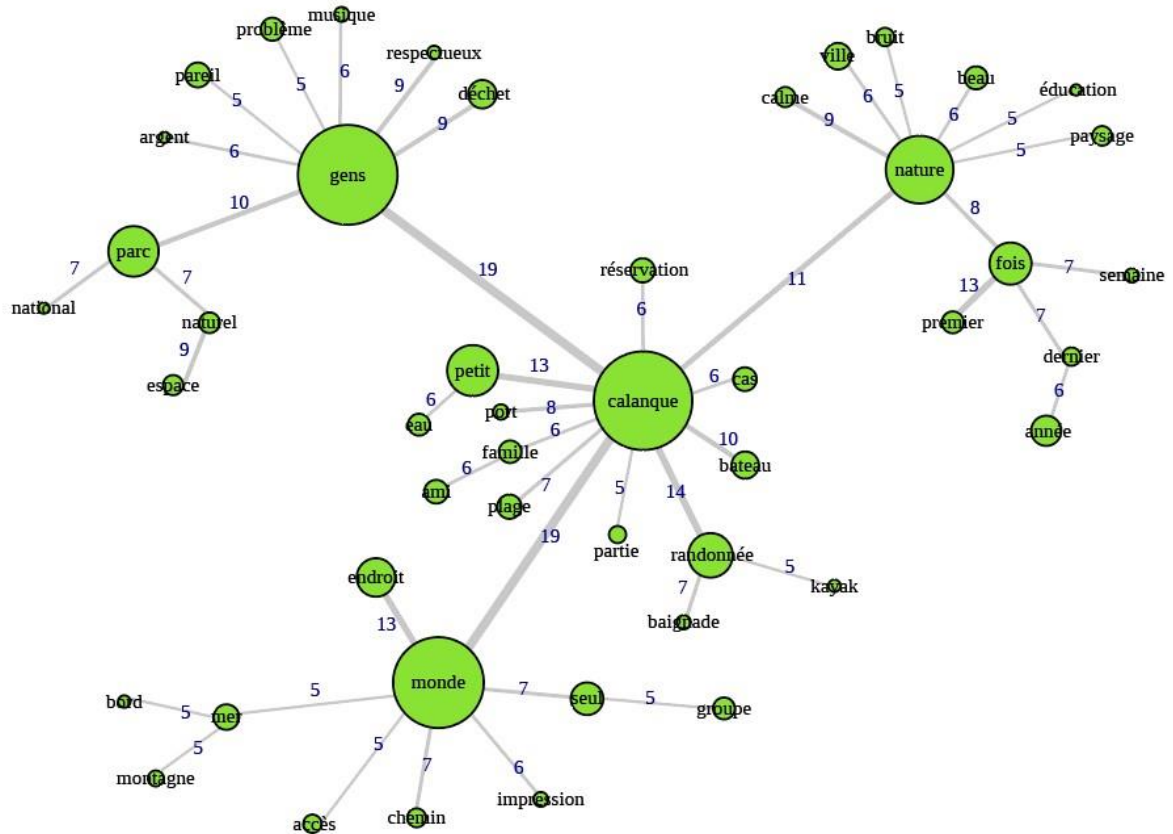 musique
problème
respectueux
pareil
déchet
6
5
9
5
9
argent
6
gens
10
parc
7
7
national
naturel
9
espace
19
bruit
ville
beau
calme
éducation
5
6
6
9
5
paysage
5
nature
8
fois
7
semaine
13
premier
7
dernier
6
année
11
réservation
6
petit
13
6
cas
calanque
port
8
6
eau
6
famille
10
bateau
6
ami
7
plage
5
14
partie
19
randonnée
5
kayak
7
baignade
endroit
13
monde
7
seul
5
groupe
5
bord
5
mer
5
montagne
5
7
6
impression
accès
chemin